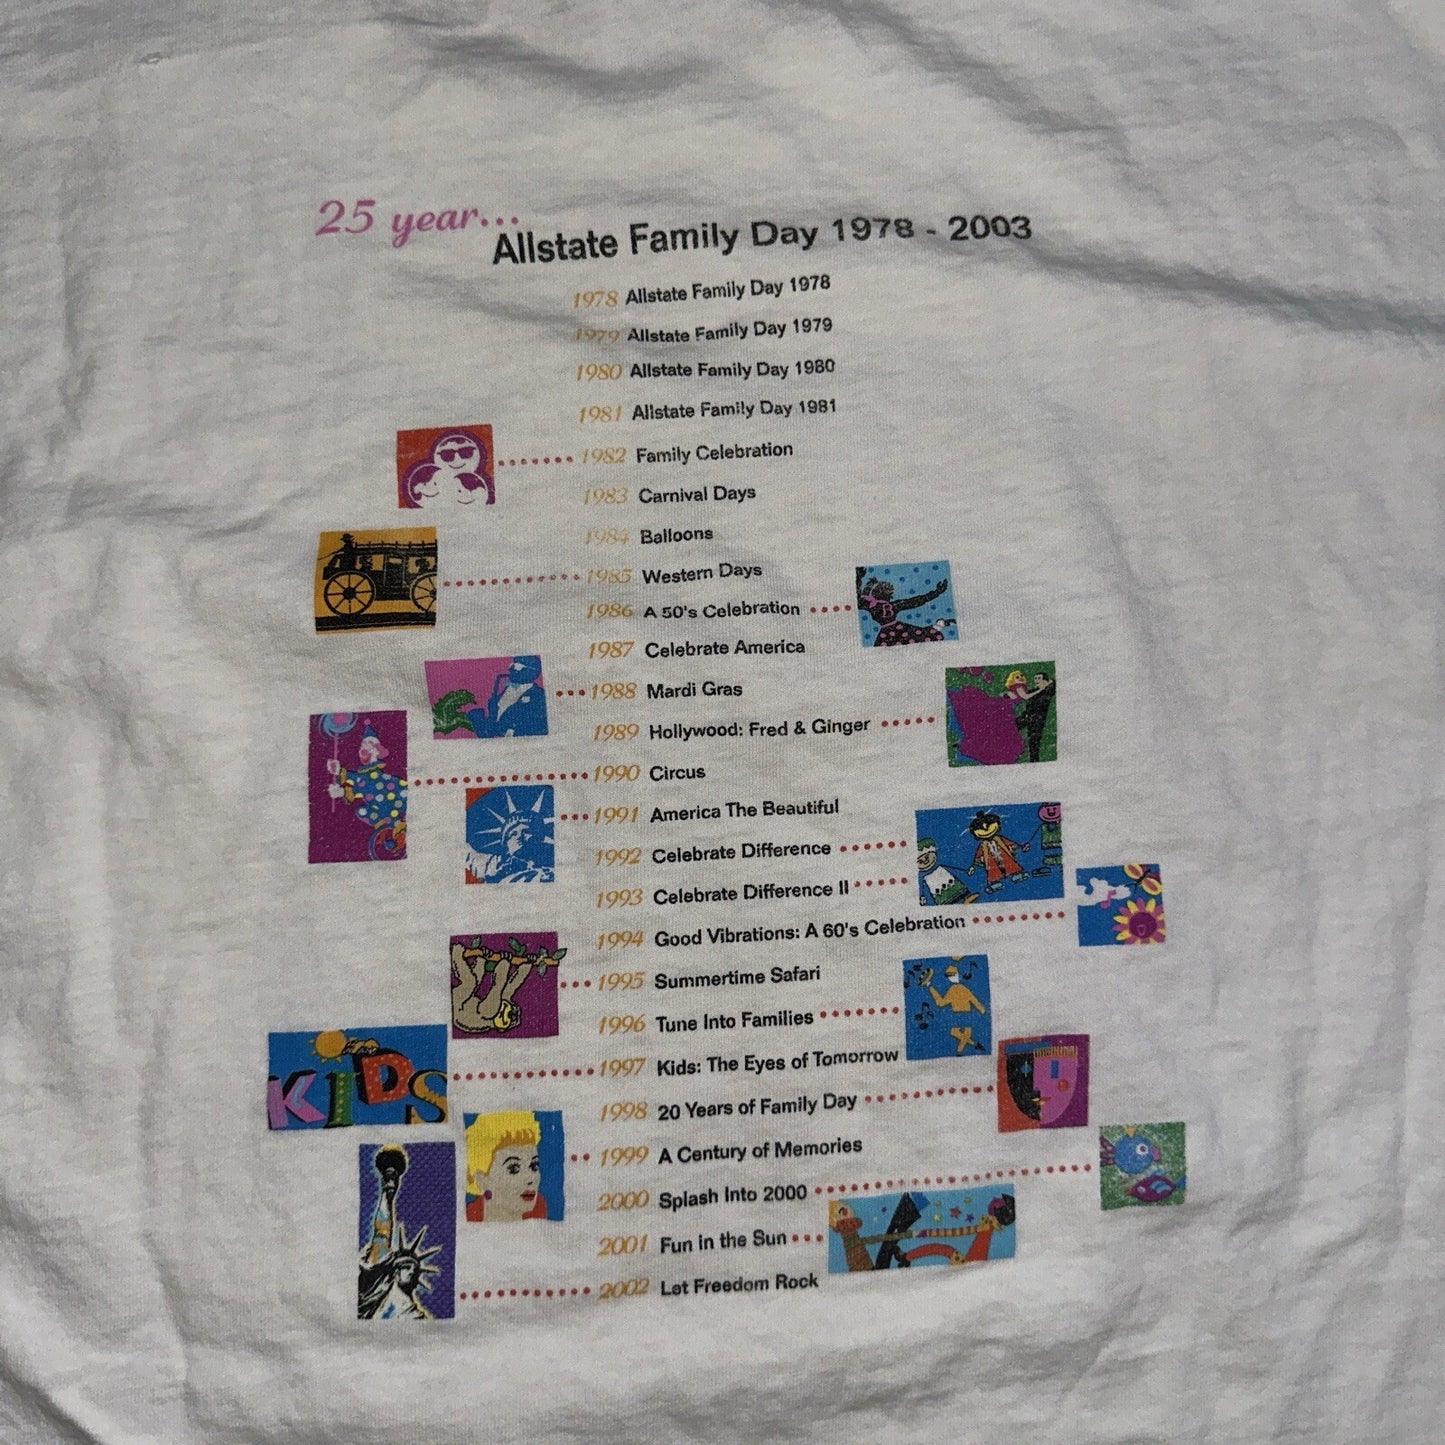 25 year...
Allstate Family Day 1978 - 2003
1978 Allstate Family Day 1978
1979 Allstate Family Day 1979
1980 Allstate Family Day 1980
1981 Allstate Family Day 1981
1982 Family Celebration
1983 Carnival Days
1984 Balloons
1985 Western Days
1986 A 50's Celebration
1987 Celebrate America
1988 Mardi Gras
1989 Hollywood: Fred & Ginger
1990 Circus
1991 America The Beautiful
1992 Celebrate Difference
1993 Celebrate Difference II
1994 Good Vibrations: A 60's Celebration
1995 Summertime Safari
1996 Tune Into Families
KIDS
1997 Kids: The Eyes of Tomorrow
1998 20 Years of Family Day
1999 A Century of Memories
2000 Splash Into 2000
2001 Fun in the Sun
2002 Let Freedom Rock